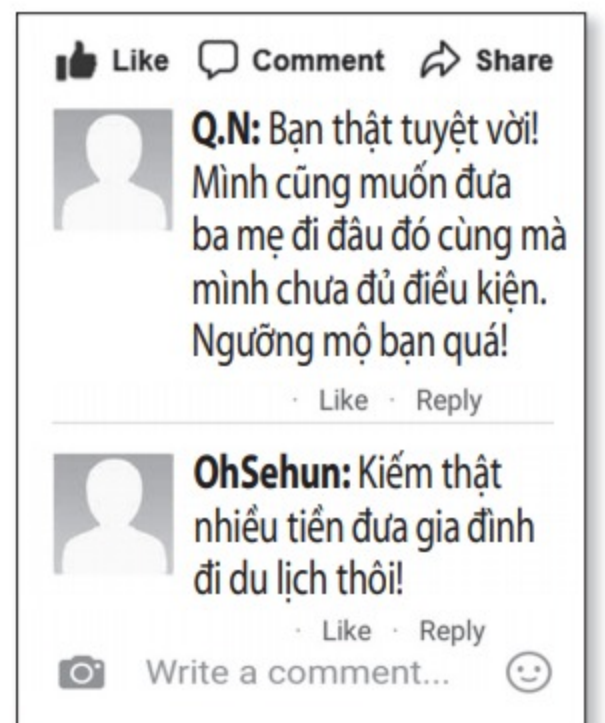 Like Comment Share
Q.N: Bạn thật tuyệt vời!
Mình cũng muốn đưa
ba mẹ đi đâu đó cùng mà
mình chưa đủ điều kiện.
Ngưỡng mộ bạn quá!
· Like · Reply
OhSehun: Kiếm thật
nhiều tiền đưa gia đình
đi du lịch thôi!
· Like · Reply
Write a comment...